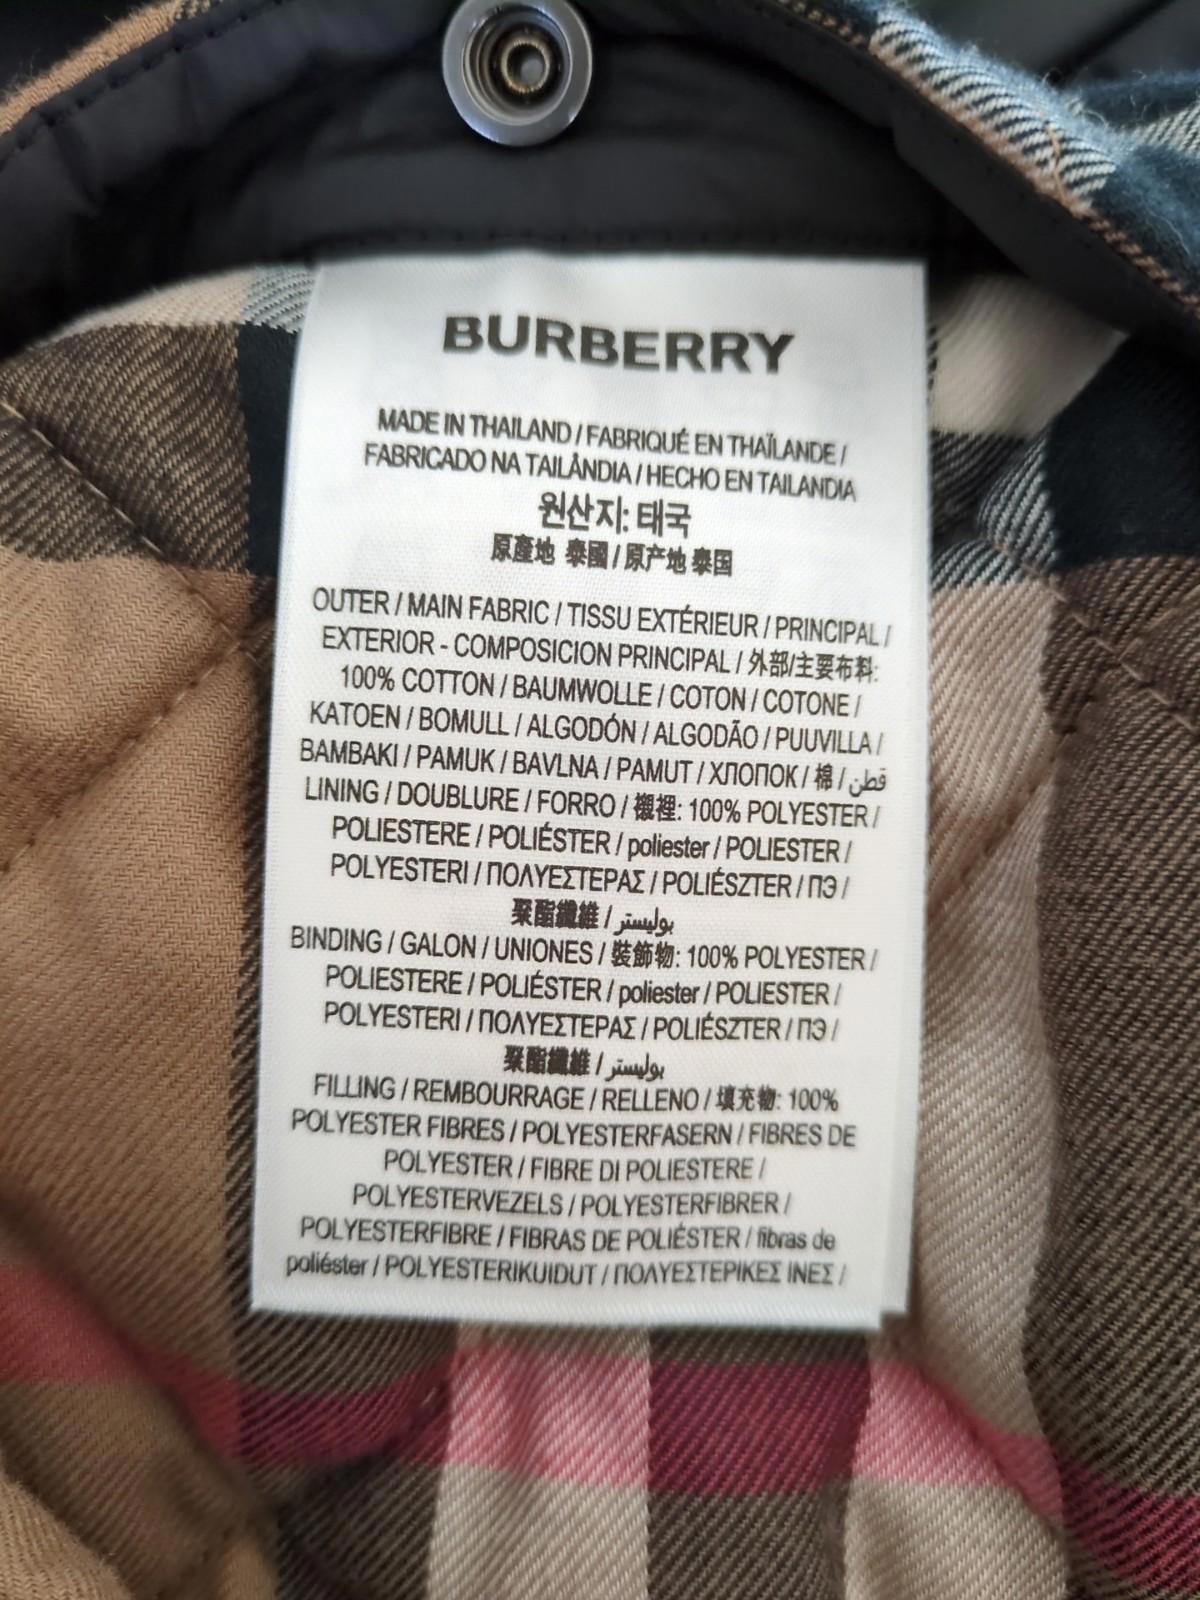 BURBERRY
MADE IN THAILAND / FABRIQUÉ EN THAÏLANDE /
FABRICADO NA TAILÂNDIA / HECHO EN TAILANDIA
원산지: 태국
原產地 泰國 / 原产地 泰国
OUTER / MAIN FABRIC / TISSU EXTÉRIEUR / PRINCIPAL /
EXTERIOR - COMPOSICION PRINCIPAL / 外部/主要布料:
100% COTTON / BAUMWOLLE / COTON / COTONE /
KATOEN / BOMULL / ALGODÓN / ALGODÃO / PUUVILLA /
BAMBAKI / PAMUK / BAVLNA / PAMUT / ХЛОПОК / 棉 / قطن
LINING / DOUBLURE / FORRO / 襯裡: 100% POLYESTER /
POLIESTERE / POLIÉSTER / poliester / POLIESTER /
POLYESTERI / ΠΟΛΥΕΣΤΕΡΑΣ / POLIÉSZTER / ПЭ /
聚酯纖維 / بوليستر
BINDING / GALON / UNIONES / 裝飾物: 100% POLYESTER /
POLIESTERE / POLIÉSTER / poliester / POLIESTER /
POLYESTERI / ΠΟΛΥΕΣΤΕΡΑΣ / POLIÉSZTER / ПЭ /
聚酯纖維 / بوليستر
FILLING / REMBOURRAGE / RELLENO / 填充物: 100%
POLYESTER FIBRES / POLYESTERFASERN / FIBRES DE
POLYESTER / FIBRE DI POLIESTERE /
POLYESTERVEZELS / POLYESTERFIBRER /
POLYESTERFIBRE / FIBRAS DE POLIÉSTER / fibras de
poliéster / POLYESTERIKUIDUT / ΠΟΛΥΕΣΤΕΡΙΚΕΣ ΙΝΕΣ /